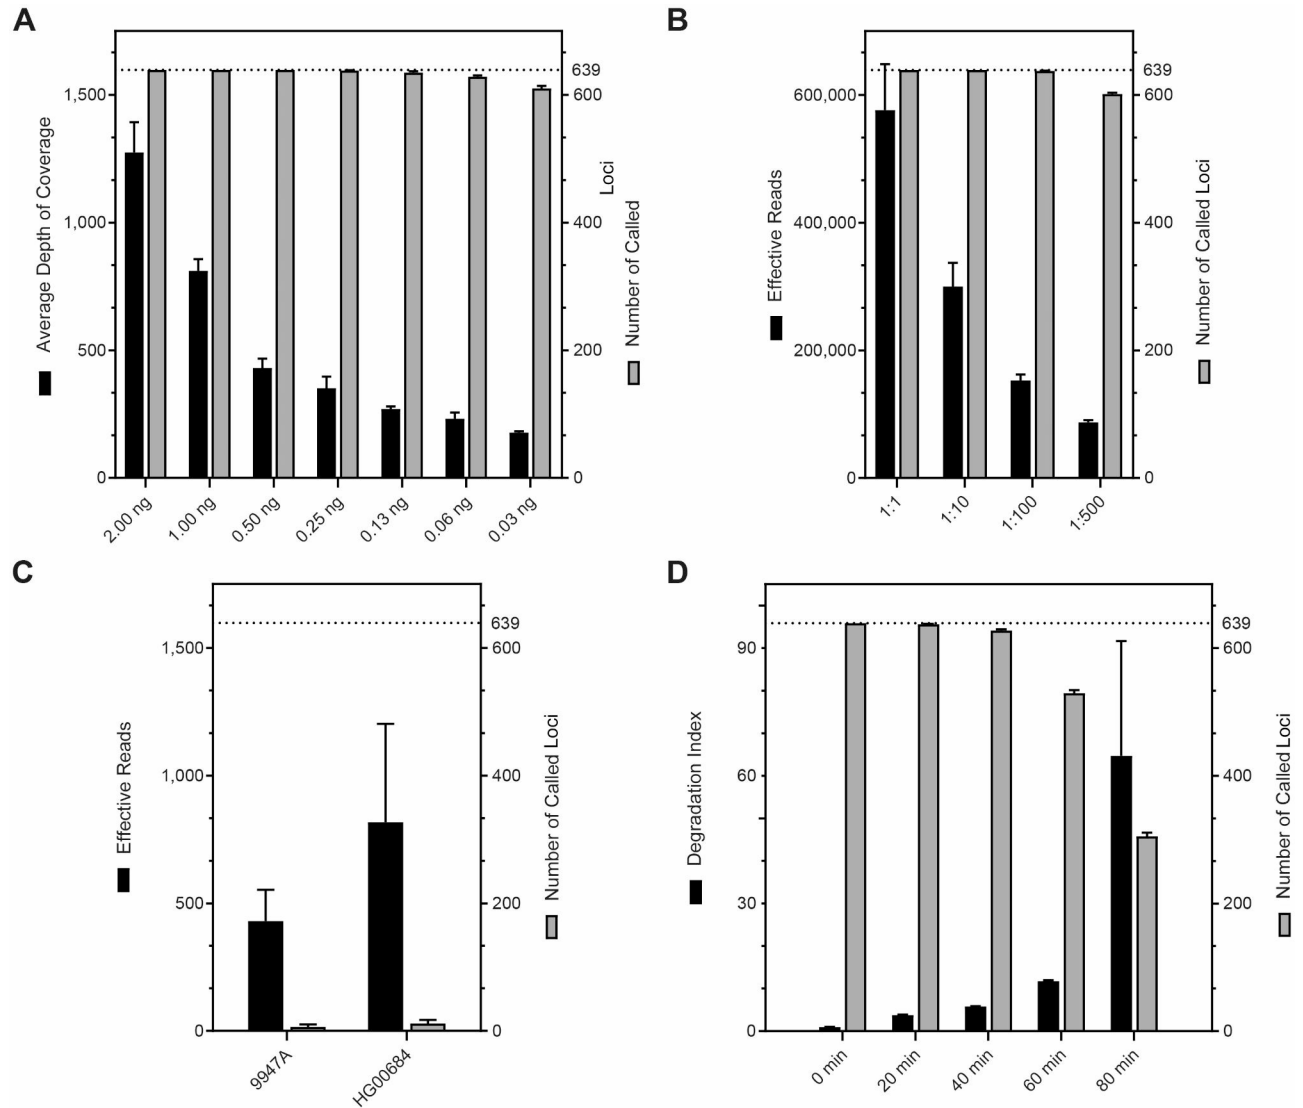 A
Average Depth of Coverage
1,500
1,000
500
0
639
600
400
200
0
Loci
Number of Called
2.00 ng
1.00 ng
0.50 ng
0.25 ng
0.13 ng
0.06 ng
0.03 ng
B
Effective Reads
600,000
400,000
200,000
0
639
600
400
200
0
Number of Called Loci
1:1
1:10
1:100
1:500
C
Effective Reads
1,500
1,000
500
0
639
600
400
200
0
Number of Called Loci
9947A
HG00684
D
Degradation Index
90
60
30
0
639
600
400
200
0
Number of Called Loci
0 min
20 min
40 min
60 min
80 min